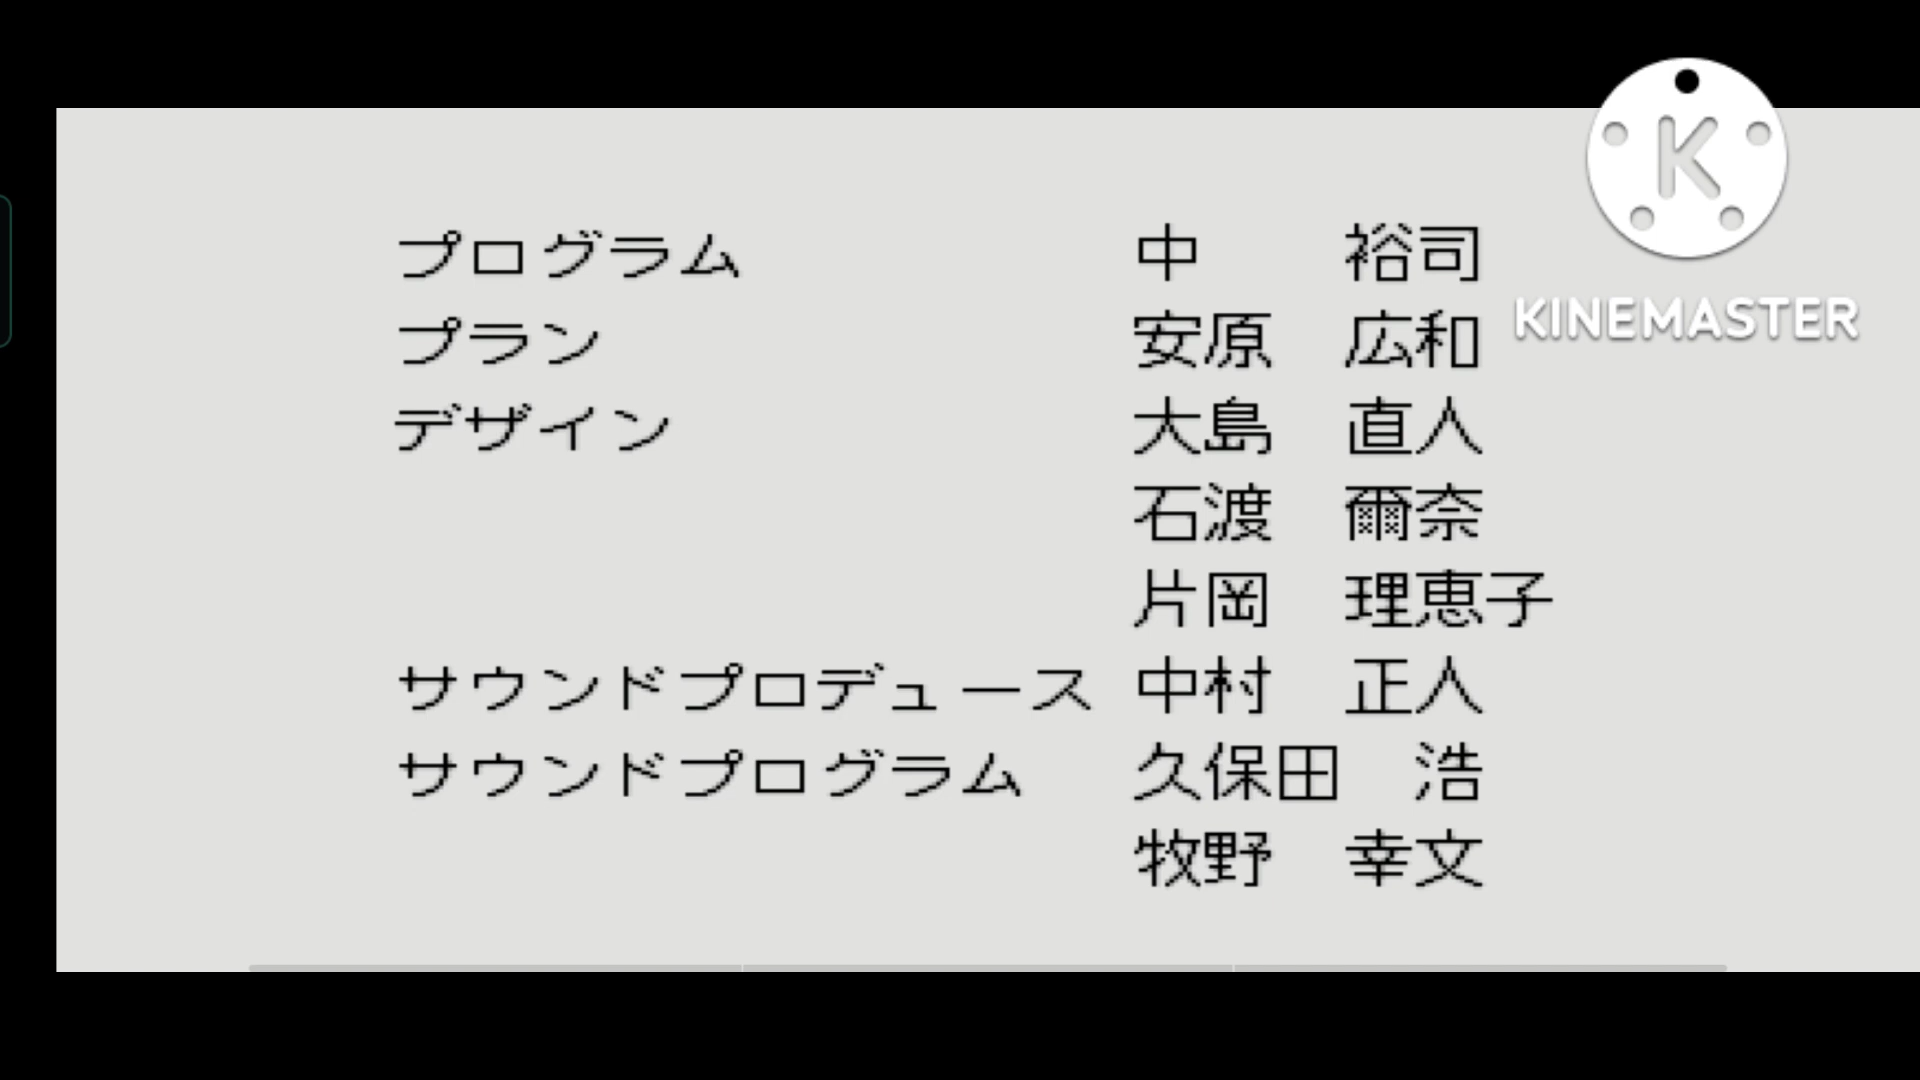 プログラム 中　裕司
KINEMASTER
プラン 安原　広和
デザイン 大島　直人
石渡　爾奈
片岡　理恵子
サウンドプロデュース 中村　正人
サウンドプログラム 久保田　浩
牧野　幸文